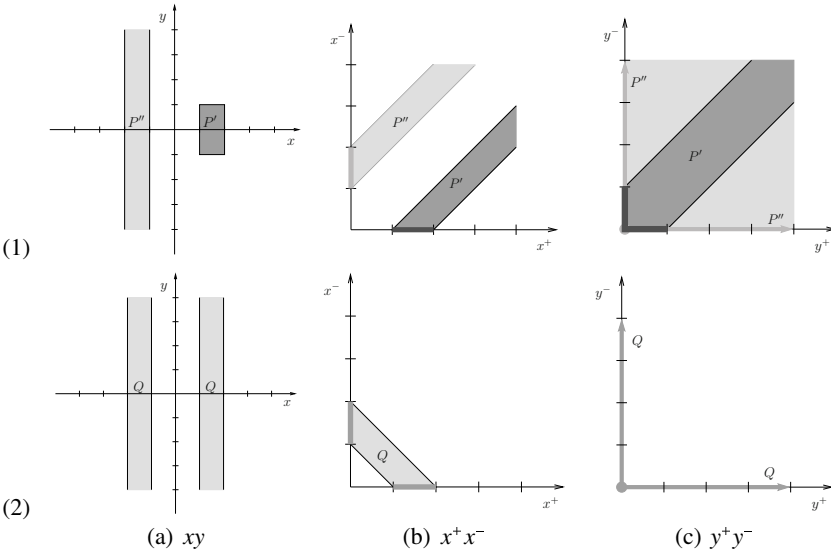 y
P″
P′
x
(1)
x⁻
P″
P′
x⁺
y⁻
P″
P′
P″
y⁺
y
Q
Q
x
(2)
x⁻
Q
x⁺
y⁻
Q
Q
y⁺
(a) xy
(b) x⁺x⁻
(c) y⁺y⁻